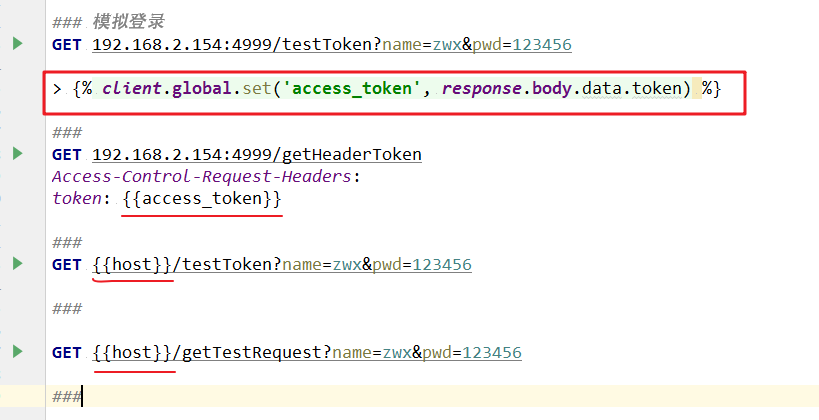 ### 模拟登录
GET 192.168.2.154:4999/testToken?name=zwx&pwd=123456
> {% client.global.set('access_token', response.body.data.token) %}
###
GET 192.168.2.154:4999/getHeaderToken
Access-Control-Request-Headers:
token: {{access_token}}
###
GET {{host}}/testToken?name=zwx&pwd=123456
###
GET {{host}}/getTestRequest?name=zwx&pwd=123456
###